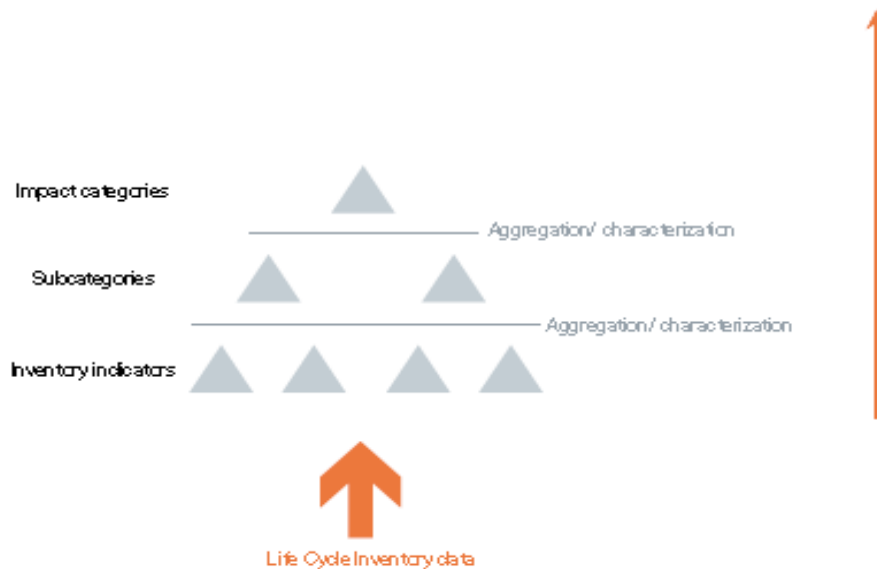 Impact categories
Aggregation/ characterization
Subcategories
Aggregation/ characterization
Inventory indicators
Life Cycle Inventory data